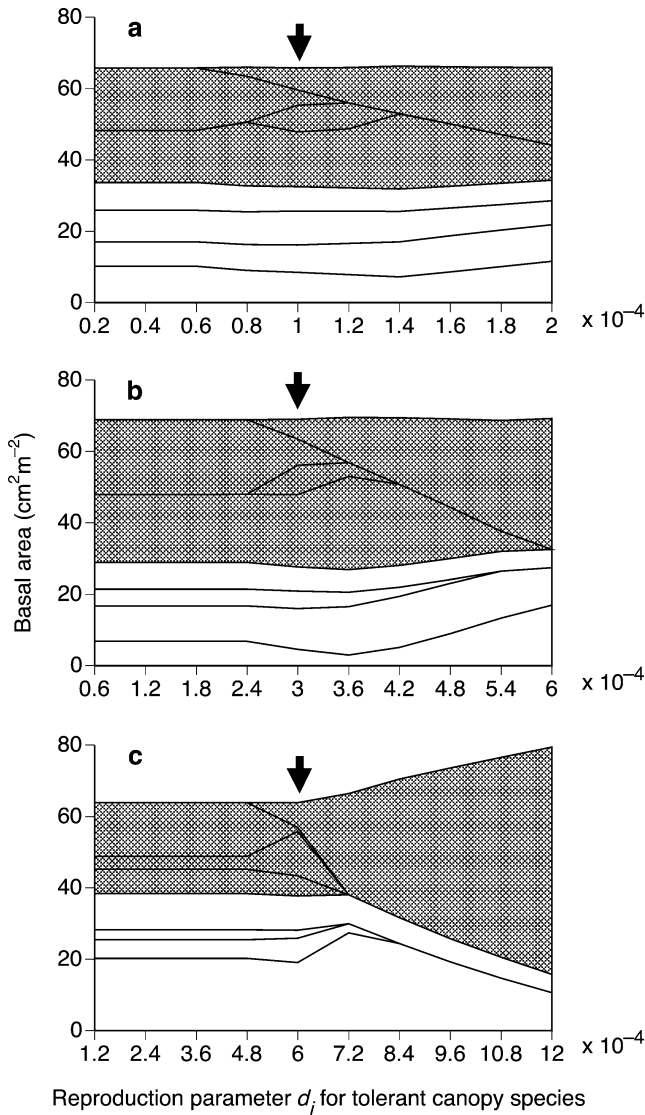 a
80
60
40
20
0
0.2 0.4 0.6 0.8 1 1.2 1.4 1.6 1.8 2 x 10⁻⁴
b
80
60
40
20
0
0.6 1.2 1.8 2.4 3 3.6 4.2 4.8 5.4 6 x 10⁻⁴
Basal area (cm²m⁻²)
c
80
60
40
20
0
1.2 2.4 3.6 4.8 6 7.2 8.4 9.6 10.8 12 x 10⁻⁴
Reproduction parameter dⱼ for tolerant canopy species